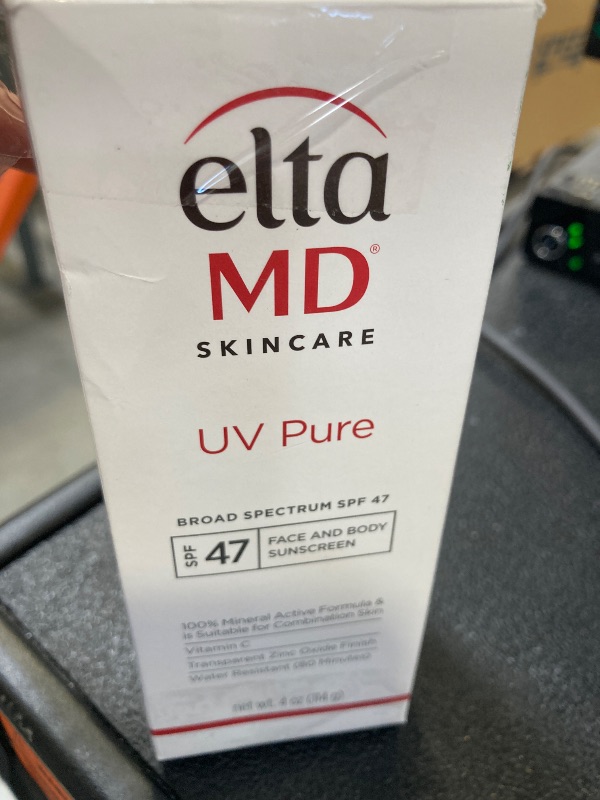 elta
MD®
SKINCARE
UV Pure
BROAD SPECTRUM SPF 47
SPF 47 FACE AND BODY
SUNSCREEN
100% Mineral Active Formula &
is Suitable for Combination Skin
Vitamin C
Transparent Zinc Oxide Finish
Water Resistant (80 Minutes)
net wt. 4 oz (114 g)